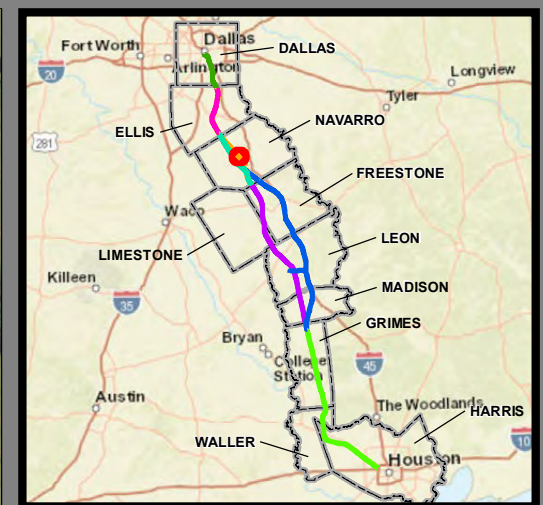 Fort Worth
Dallas
DALLAS
Arlington
20
Longview
Tyler
ELLIS
NAVARRO
281
FREESTONE
Waco
LEON
LIMESTONE
Killeen
MADISON
35
GRIMES
Bryan
College
Station
45
Austin
The Woodlands
HARRIS
WALLER
10
Houston